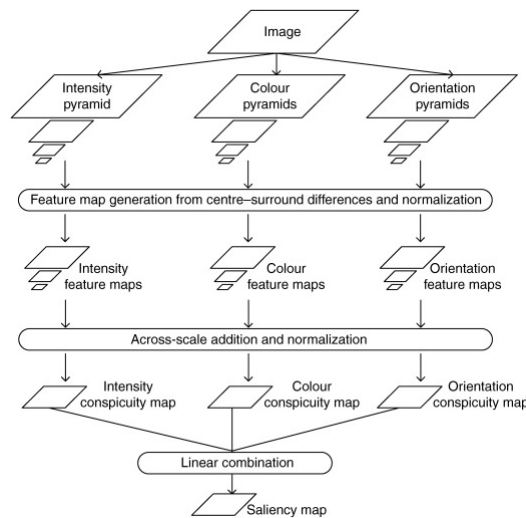 Image
Intensity
pyramid
Colour
pyramids
Orientation
pyramids
Feature map generation from centre–surround differences and normalization
Intensity
feature maps
Colour
feature maps
Orientation
feature maps
Across-scale addition and normalization
Intensity
conspicuity map
Colour
conspicuity map
Orientation
conspicuity map
Linear combination
Saliency map